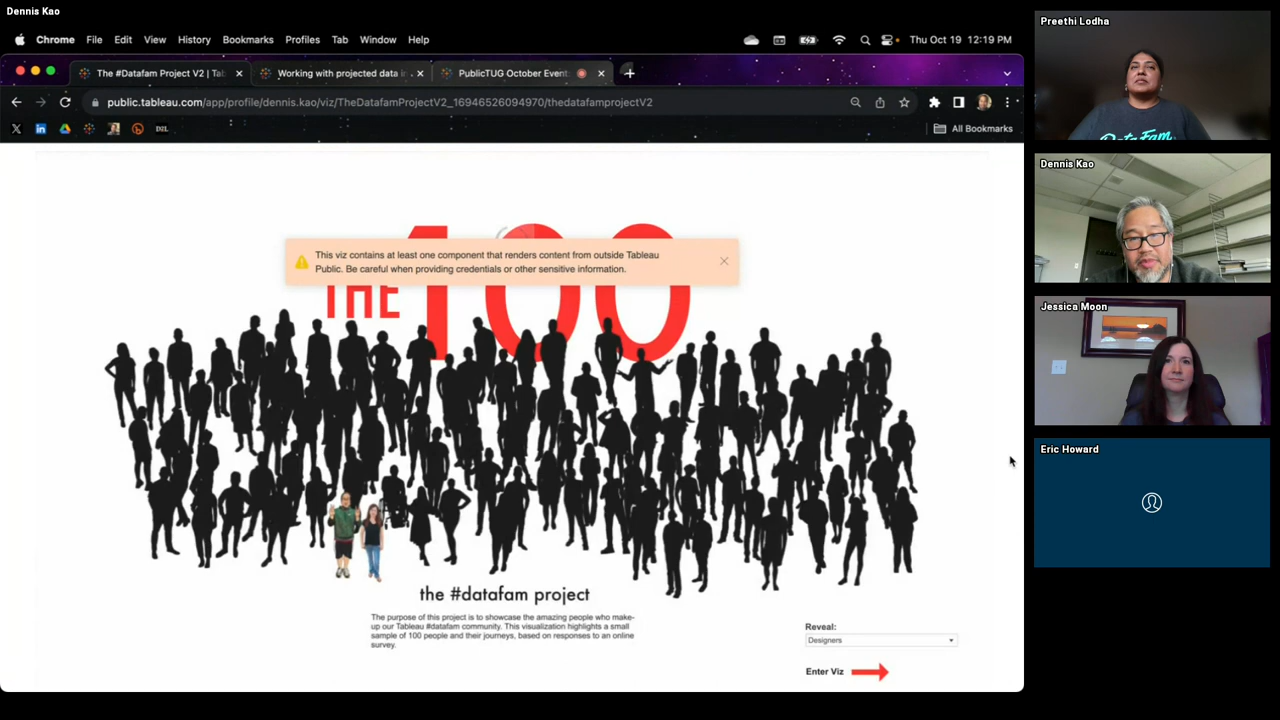 Dennis Kao
Chrome File Edit View History Bookmarks Profiles Tab Window Help Thu Oct 19 12:19 PM
The #Datafam Project V2 | Tab Working with projected data in PublicTUG October Event
public.tableau.com/app/profile/dennis.kao/viz/TheDatafamProjectV2_16946526094970/thedatafamprojectV2
All Bookmarks
This viz contains at least one component that renders content from outside Tableau
Public. Be careful when providing credentials or other sensitive information.
THE 100
the #datafam project
The purpose of this project is to showcase the amazing people who make-
up our Tableau #datafam community. This visualization highlights a small
sample of 100 people and their journeys, based on responses to an online
survey.
Reveal:
Designers
Enter Viz
Preethi Lodha
Dennis Kao
Jessica Moon
Eric Howard